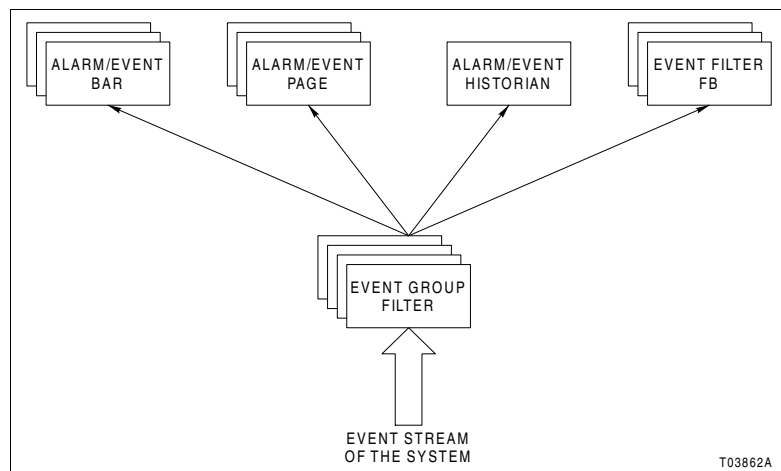 ALARM/EVENT
BAR
ALARM/EVENT
PAGE
ALARM/EVENT
HISTORIAN
EVENT FILTER
FB
EVENT GROUP
FILTER
EVENT STREAM
OF THE SYSTEM
T03862A